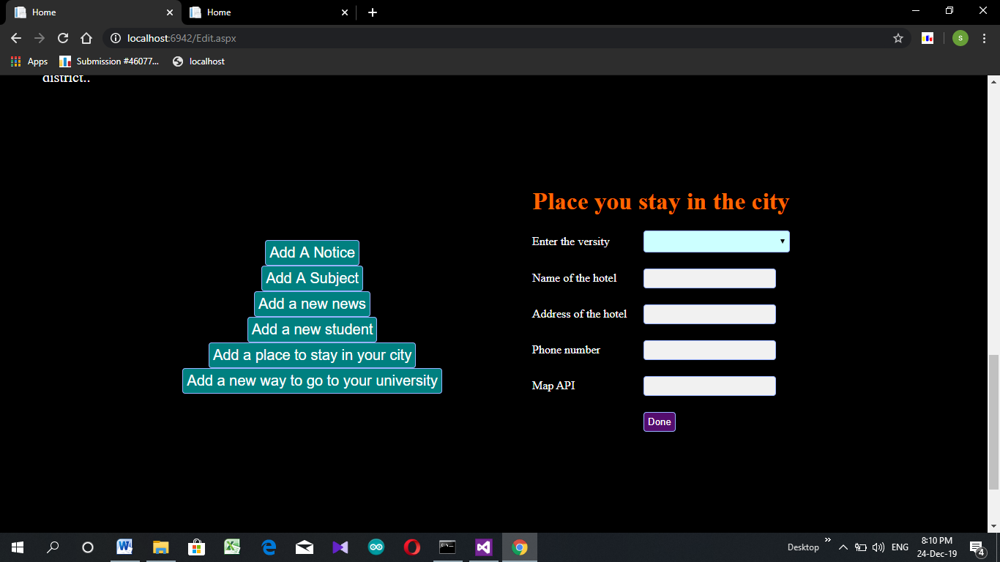 Home
Home
localhost:6942/Edit.aspx
S
Apps
Submission #46077...
localhost
district..
Place you stay in the city
Enter the versity
Add A Notice
Add A Subject
Name of the hotel
Add a new news
Address of the hotel
Add a new student
Add a place to stay in your city
Phone number
Add a new way to go to your university
Map API
Done
Desktop
ENG
8:10 PM
24-Dec-19
4